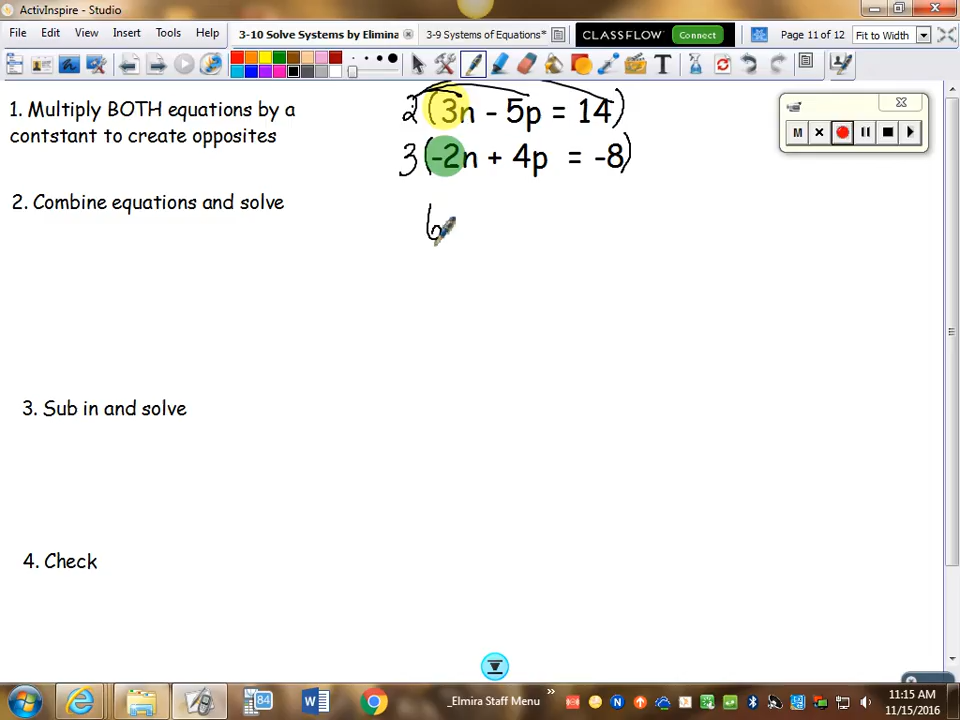 ActivInspire - Studio
File Edit View Insert Tools Help
3-10 Solve Systems by Elimina
3-9 Systems of Equations*
CLASSFLOW Connect
Page 11 of 12
Fit to Width
M
1. Multiply BOTH equations by a
contstant to create opposites
2(3n - 5p = 14)
3(-2n + 4p = -8)
2. Combine equations and solve
6
3. Sub in and solve
4. Check
84
_Elmira Staff Menu
11:15 AM
11/15/2016